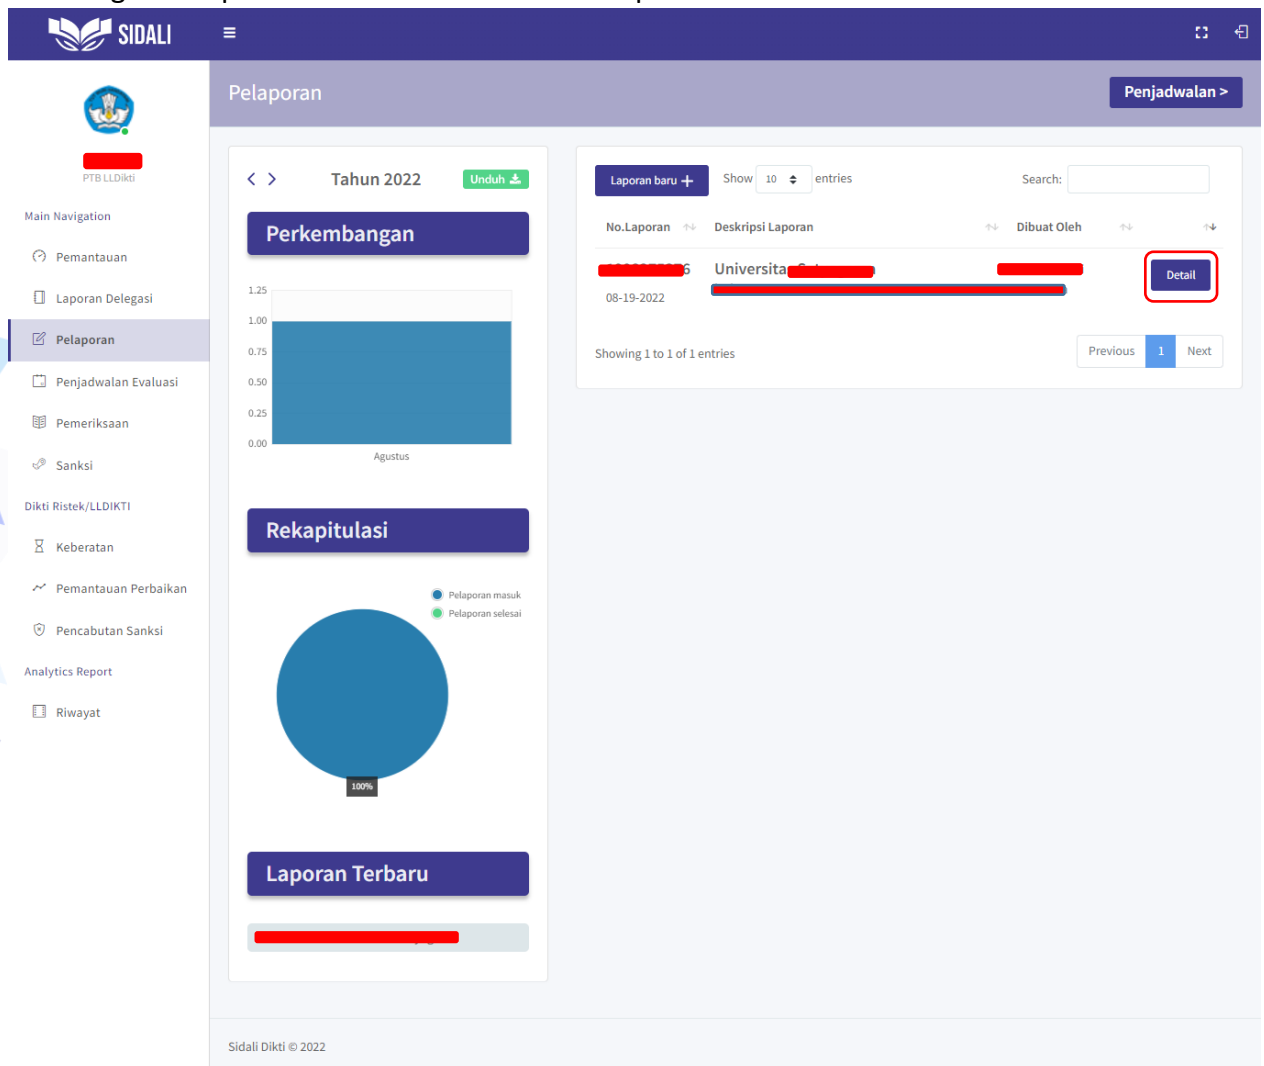 SIDALI
Pelaporan
Penjadwalan >
PTB LLDikti
Main Navigation
Pemantauan
Laporan Delegasi
Pelaporan
Penjadwalan Evaluasi
Pemeriksaan
Sanksi
Dikti Ristek/LLDIKTI
Keberatan
Pemantauan Perbaikan
Pencabutan Sanksi
Analytics Report
Riwayat
< > Tahun 2022 Unduh
Perkembangan
1.25
1.00
0.75
0.50
0.25
0.00
Agustus
Rekapitulasi
Pelaporan masuk
Pelaporan selesai
100%
Laporan Terbaru
Laporan baru + Show 10 entries Search:
No.Laporan Deskripsi Laporan Dibuat Oleh
Detail
08-19-2022
Showing 1 to 1 of 1 entries
Previous 1 Next
Sidali Dikti © 2022